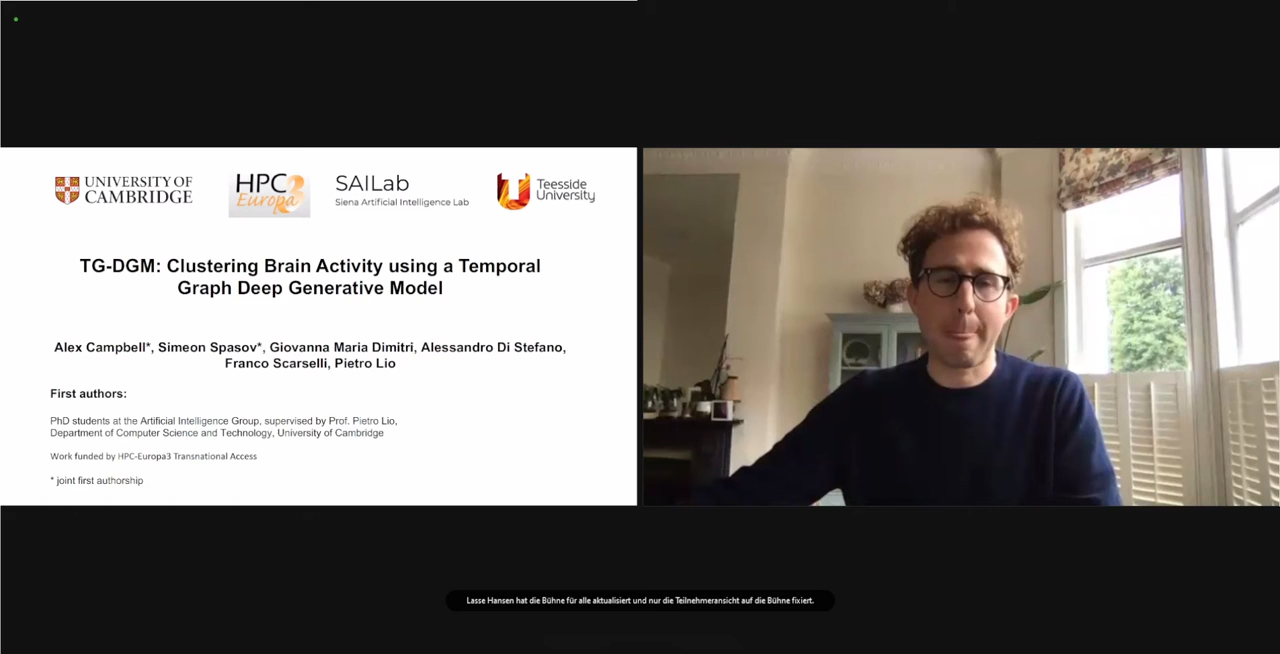 UNIVERSITY OF
CAMBRIDGE
HPC
Europa 3
SAILab
Siena Artificial Intelligence Lab
Teesside
University
TG-DGM: Clustering Brain Activity using a Temporal
Graph Deep Generative Model
Alex Campbell*, Simeon Spasov*, Giovanna Maria Dimitri, Alessandro Di Stefano,
Franco Scarselli, Pietro Lio
First authors:
PhD students at the Artificial Intelligence Group, supervised by Prof. Pietro Lio,
Department of Computer Science and Technology, University of Cambridge
Work funded by HPC-Europa3 Transnational Access
* joint first authorship
Lasse Hansen hat die Bühne für alle aktualisiert und nur die Teilnehmeransicht auf die Bühne fixiert.